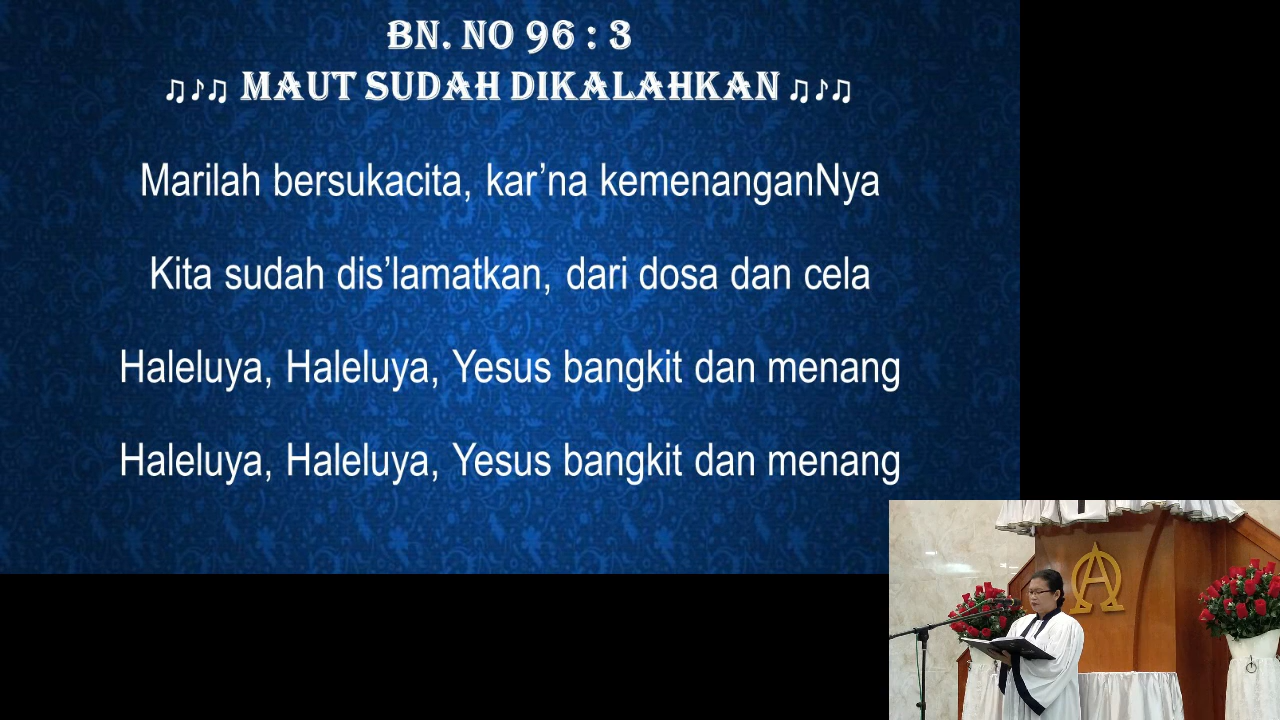 BN. NO 96 : 3
♫♪♫ MAUT SUDAH DIKALAHKAN ♫♪♫
Marilah bersukacita, kar’na kemenanganNya
Kita sudah dis’lamatkan, dari dosa dan cela
Haleluya, Haleluya, Yesus bangkit dan menang
Haleluya, Haleluya, Yesus bangkit dan menang